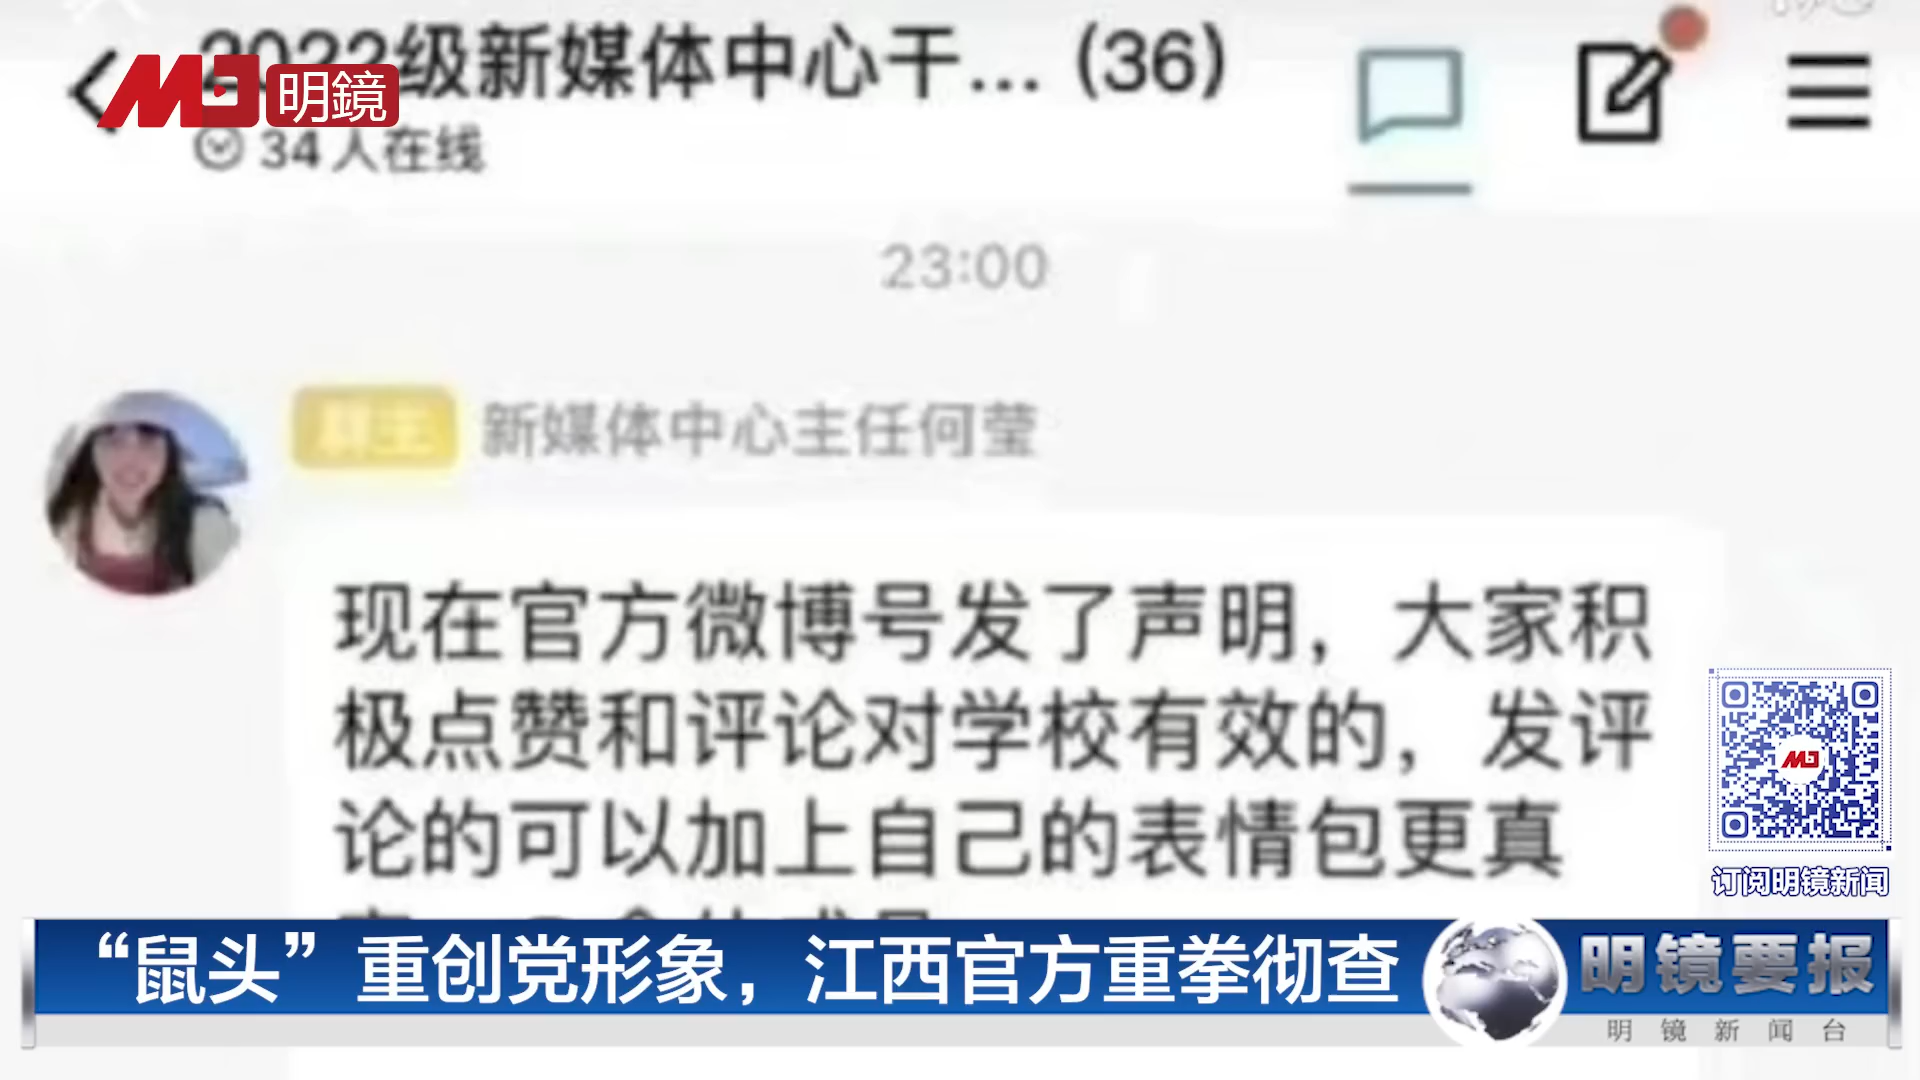 2022级新媒体中心干... (36)
明鏡
34人在线
23:00
群主 新媒体中心主任何莹
现在官方微博号发了声明，大家积
极点赞和评论对学校有效的，发评
论的可以加上自己的表情包更真
订阅明镜新闻
“鼠头”重创党形象，江西官方重拳彻查
明镜要报
明镜新闻台